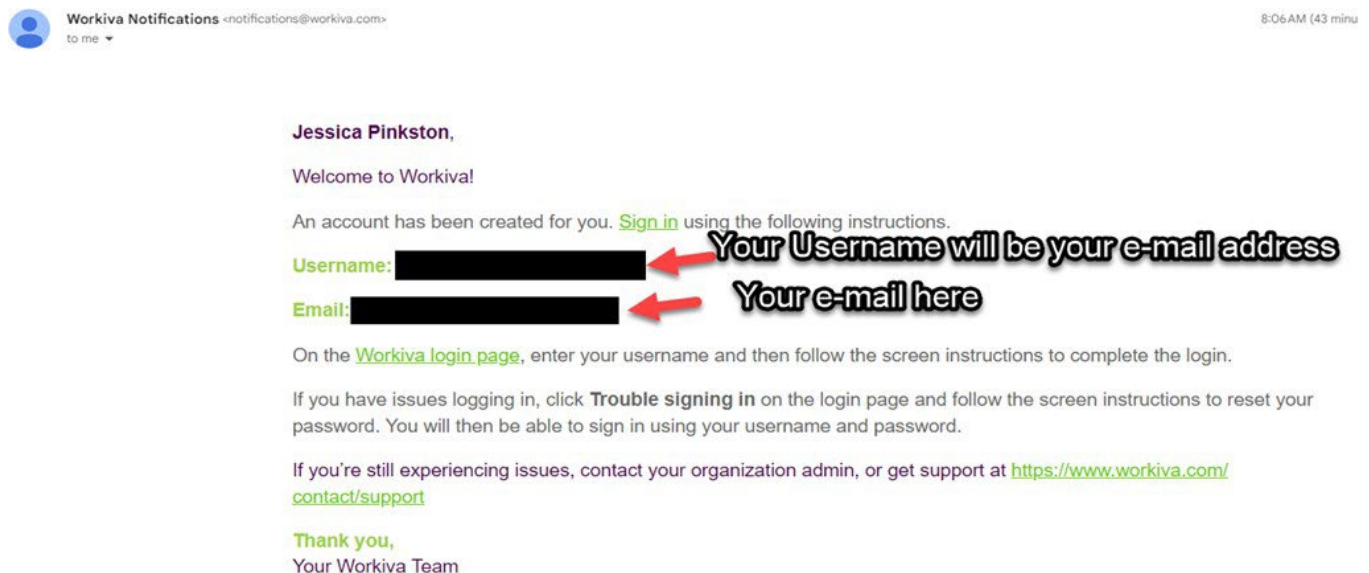 Workiva Notifications <notifications@workiva.com>
8:06 AM (43 minu
to me
Jessica Pinkston,
Welcome to Workiva!
An account has been created for you. Sign in using the following instructions.
Username:
Your Username will be your e-mail address
Email:
Your e-mail here
On the Workiva login page, enter your username and then follow the screen instructions to complete the login.
If you have issues logging in, click Trouble signing in on the login page and follow the screen instructions to reset your
password. You will then be able to sign in using your username and password.
If you're still experiencing issues, contact your organization admin, or get support at https://www.workiva.com/
contact/support
Thank you,
Your Workiva Team